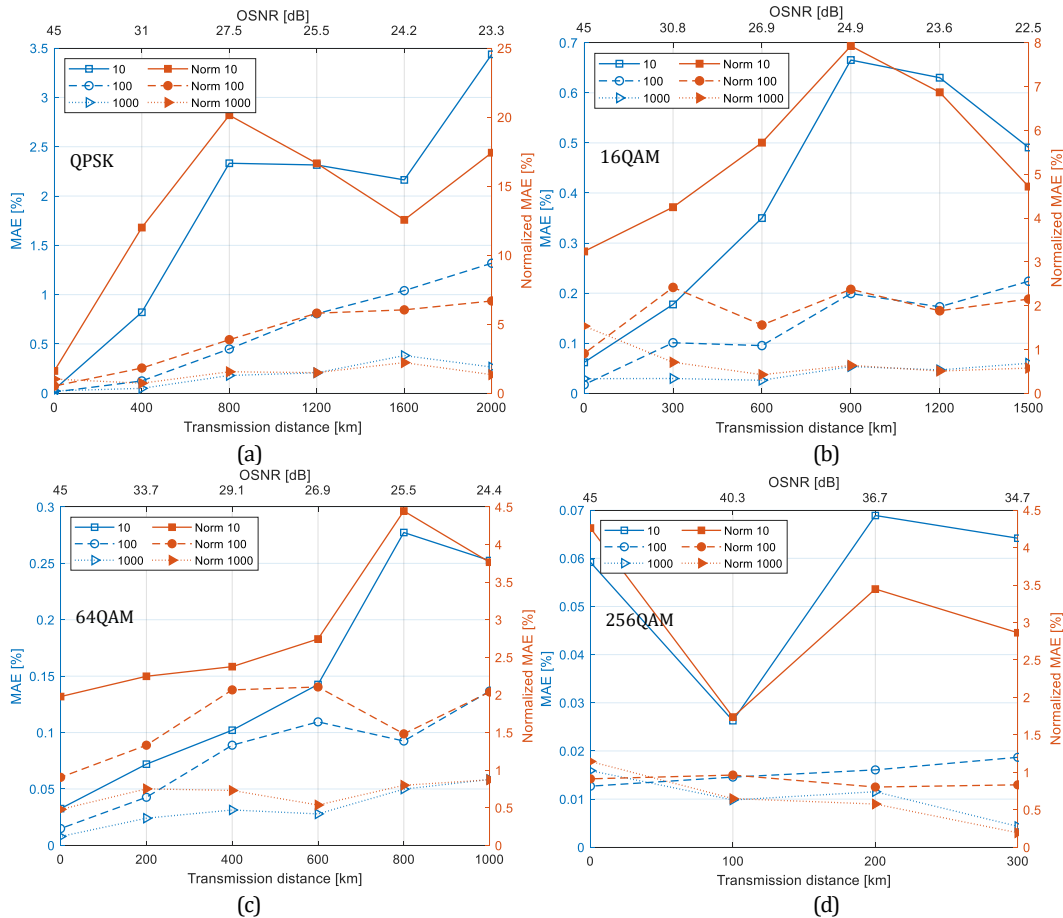 OSNR [dB]
45 31 27.5 25.5 24.2 23.3
3.5 3 2.5 2 1.5 1 0.5 0
MAE [%]
10 Norm 10
100 Norm 100
1000 Norm 1000
QPSK
25 20 15 10 5 0
Normalized MAE [%]
0 400 800 1200 1600 2000
Transmission distance [km]
(a)
OSNR [dB]
45 30.8 26.9 24.9 23.6 22.5
0.7 0.6 0.5 0.4 0.3 0.2 0.1 0
MAE [%]
10 Norm 10
100 Norm 100
1000 Norm 1000
16QAM
8 7 6 5 4 3 2 1 0
Normalized MAE [%]
0 300 600 900 1200 1500
Transmission distance [km]
(b)
OSNR [dB]
45 33.7 29.1 26.9 25.5 24.4
0.3 0.25 0.2 0.15 0.1 0.05 0
MAE [%]
10 Norm 10
100 Norm 100
1000 Norm 1000
64QAM
4.5 4 3.5 3 2.5 2 1.5 1 0.5 0
Normalized MAE [%]
0 200 400 600 800 1000
Transmission distance [km]
(c)
OSNR [dB]
45 40.3 36.7 34.7
0.07 0.06 0.05 0.04 0.03 0.02 0.01 0
MAE [%]
10 Norm 10
100 Norm 100
1000 Norm 1000
256QAM
4.5 4 3.5 3 2.5 2 1.5 1 0.5 0
Normalized MAE [%]
0 100 200 300
Transmission distance [km]
(d)